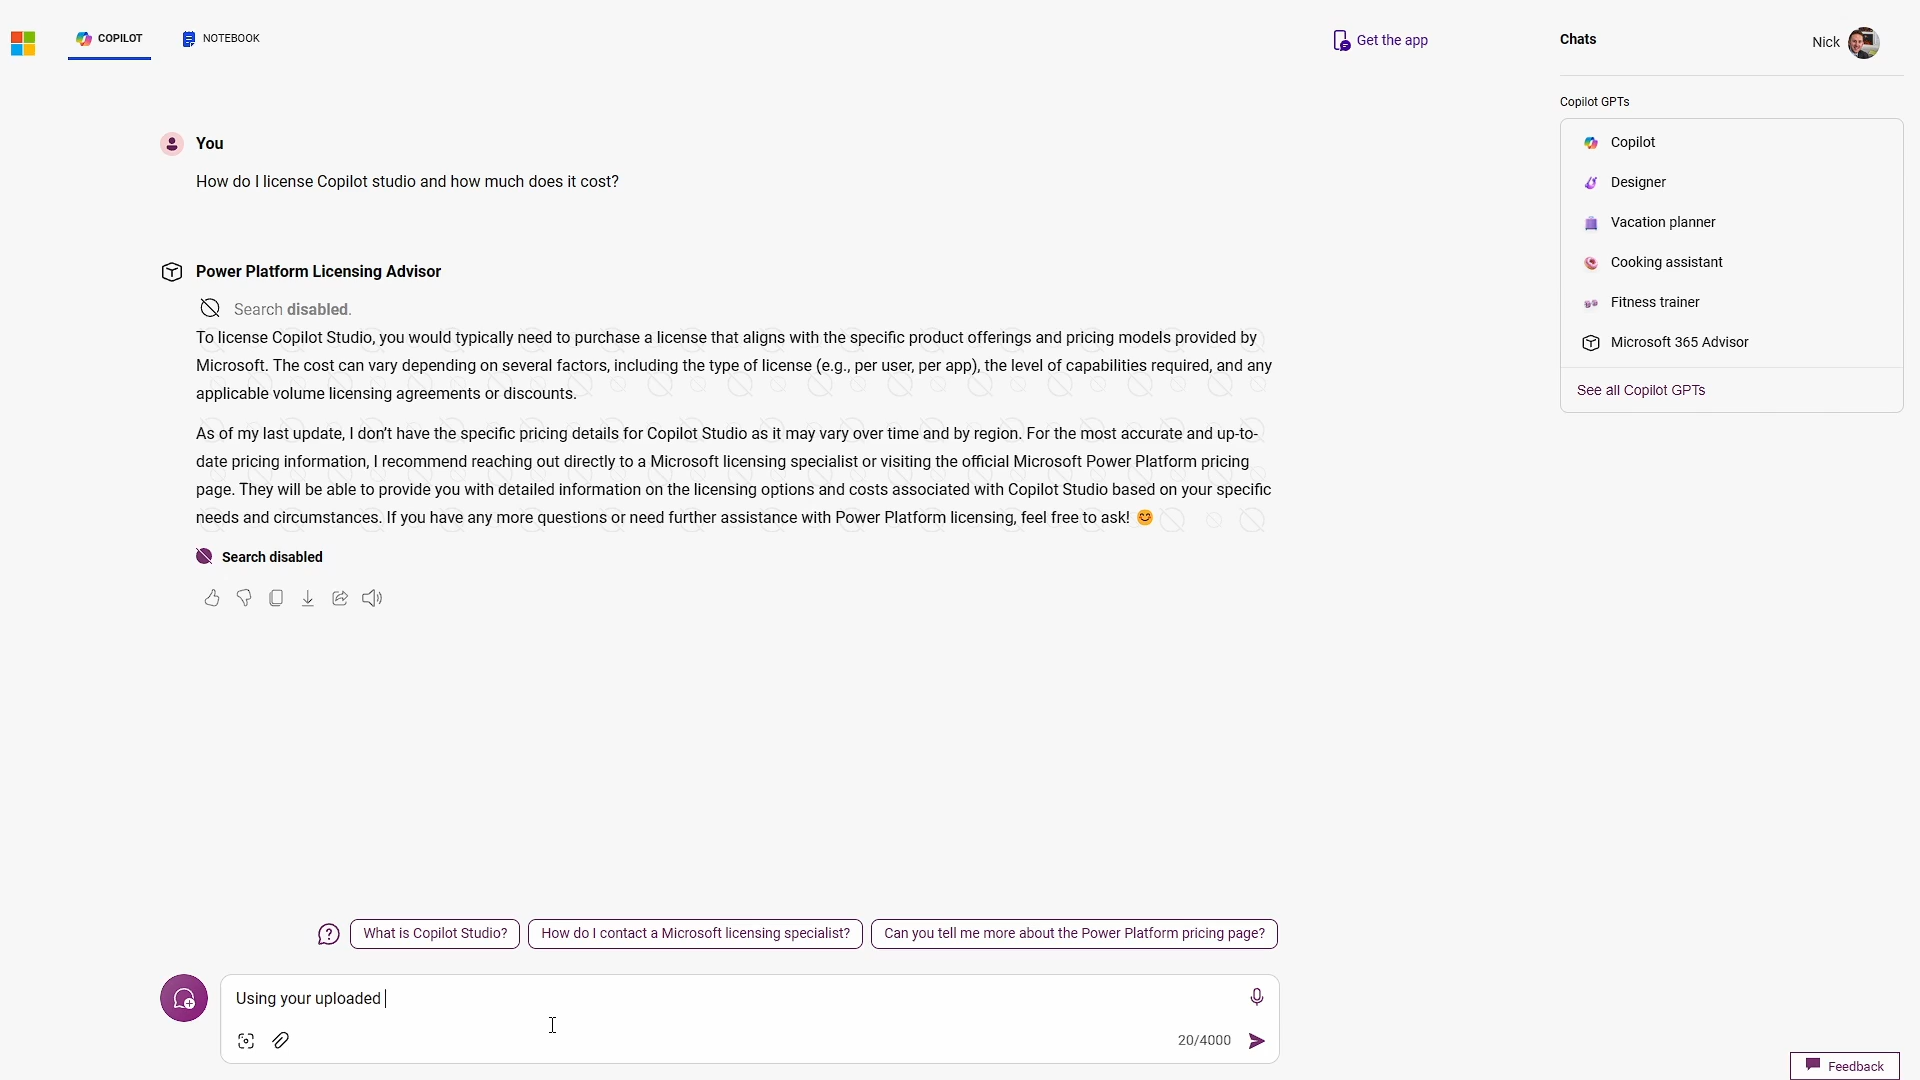 COPILOT
NOTEBOOK
Get the app
Chats
Nick
Copilot GPTs
Copilot
Designer
Vacation planner
Cooking assistant
Fitness trainer
Microsoft 365 Advisor
See all Copilot GPTs
You
How do I license Copilot studio and how much does it cost?
Power Platform Licensing Advisor
Search disabled.
To license Copilot Studio, you would typically need to purchase a license that aligns with the specific product offerings and pricing models provided by
Microsoft. The cost can vary depending on several factors, including the type of license (e.g., per user, per app), the level of capabilities required, and any
applicable volume licensing agreements or discounts.
As of my last update, I don’t have the specific pricing details for Copilot Studio as it may vary over time and by region. For the most accurate and up-to-
date pricing information, I recommend reaching out directly to a Microsoft licensing specialist or visiting the official Microsoft Power Platform pricing
page. They will be able to provide you with detailed information on the licensing options and costs associated with Copilot Studio based on your specific
needs and circumstances. If you have any more questions or need further assistance with Power Platform licensing, feel free to ask! 😊
Search disabled
What is Copilot Studio?
How do I contact a Microsoft licensing specialist?
Can you tell me more about the Power Platform pricing page?
Using your uploaded
20/4000
Feedback